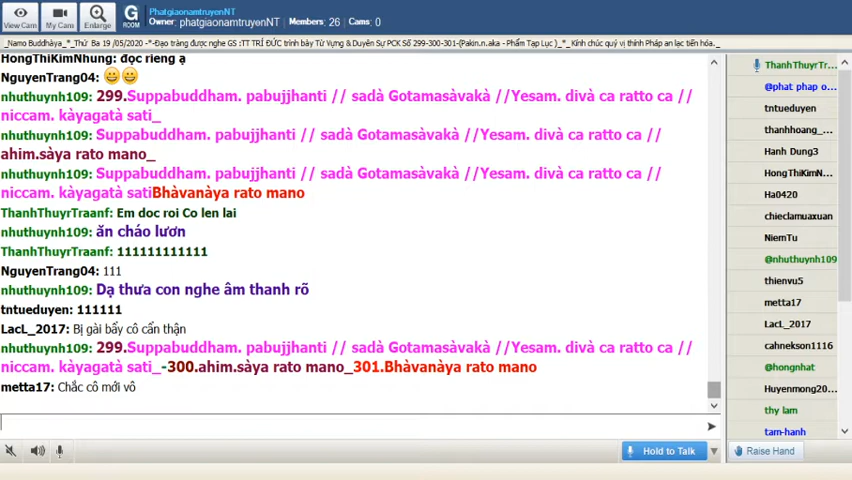 PhatgiaonamtruyenNT
Owner: phatgiaonamtruyenNT | Members: 26 | Cams: 0
View Cam
My Cam
Enlarge
G
ROOM
_Namo Buddhàya_*_Thứ Ba 19 /05/2020 -*-Đạo tràng được nghe GS :TT TRÍ ĐỨC trình bày Từ Vựng & Duyên Sự PCK Số 299-300-301-(Pakin.n.aka - Phẩm Tạp Lục )_*_ Kính chúc quý vị thính Pháp an lạc tiến hóa._
HongThiKimNhung: đọc riêng ạ
NguyenTrang04:
nhuthuynh109: 299.Suppabuddham. pabujjhanti // sadà Gotamasàvakà //Yesam. divà ca ratto ca //
niccam. kàyagatà sati_
nhuthuynh109: Suppabuddham. pabujjhanti // sadà Gotamasàvakà //Yesam. divà ca ratto ca //
ahim.sàya rato mano_
nhuthuynh109: Suppabuddham. pabujjhanti // sadà Gotamasàvakà //Yesam. divà ca ratto ca //
niccam. kàyagatà satiBhàvanàya rato mano
ThanhThuyrTraanf: Em doc roi Co len lai
nhuthuynh109: ăn cháo lươn
ThanhThuyrTraanf: 111111111111
NguyenTrang04: 111
nhuthuynh109: Dạ thưa con nghe âm thanh rõ
tntueduyen: 111111
LacL_2017: Bị gài bẩy cô cẩn thận
nhuthuynh109: 299.Suppabuddham. pabujjhanti // sadà Gotamasàvakà //Yesam. divà ca ratto ca //
niccam. kàyagatà sati_-300.ahim.sàya rato mano_301.Bhàvanàya rato mano
metta17: Chắc cô mới vô
Hold to Talk
ThanhThuyrTr...
@phat phap o...
tntueduyen
thanhhoang_...
Hanh Dung3
HongThiKimN...
Ha0420
chieclamuaxuan
NiemTu
@nhuthuynh109
thienvu5
metta17
LacL_2017
cahnekson1116
@hongnhat
Huyenmong20...
thy lam
tam-hanh
Raise Hand